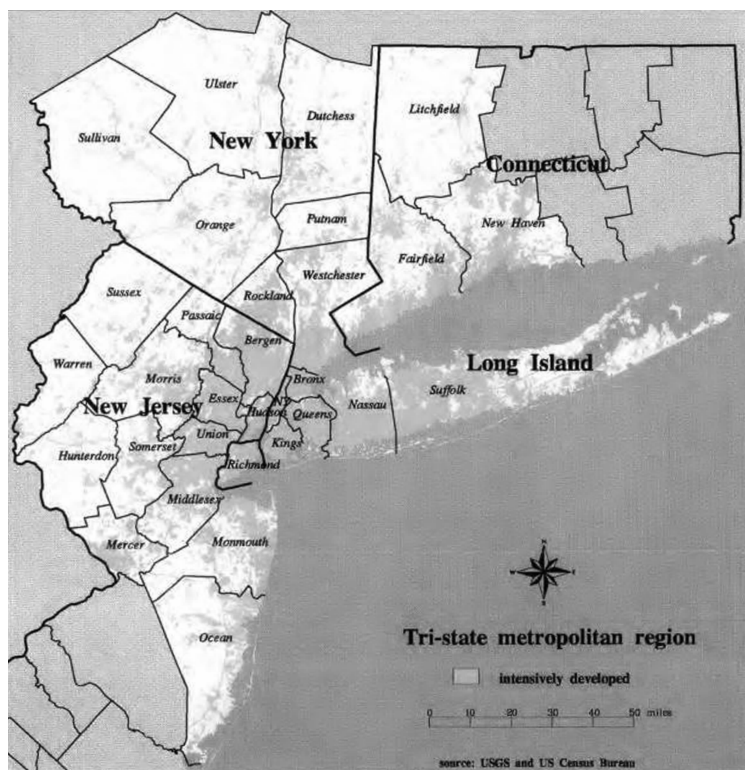 Ulster
Dutchess
Litchfield
Sullivan
New York
Connecticut
Orange
Putnam
New Haven
Fairfield
Westchester
Rockland
Sussex
Passaic
Bergen
Warren
Long Island
Morris
Bronx
Suffolk
Essex
Nassau
New Jersey
NY
Hudson
Queens
Union
Somerset
Kings
Hunterdon
Richmond
Middlesex
Mercer
Monmouth
N
W E
S
Ocean
Tri-state metropolitan region
intensively developed
0 10 20 30 40 50 miles
source: USGS and US Census Bureau